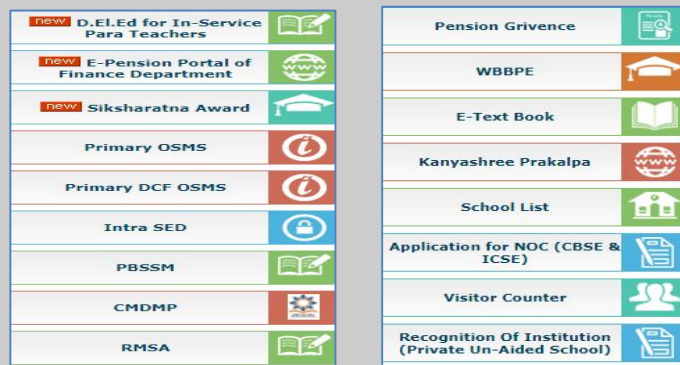 new D.El.Ed for In-Service
Para Teachers
new E-Pension Portal of
Finance Department
new Siksharatna Award
Primary OSMS
Primary DCF OSMS
Intra SED
PBSSM
CMDMP
RMSA
Pension Grivence
WBBPE
E-Text Book
Kanyashree Prakalpa
School List
Application for NOC (CBSE &
ICSE)
Visitor Counter
Recognition Of Institution
(Private Un-Aided School)